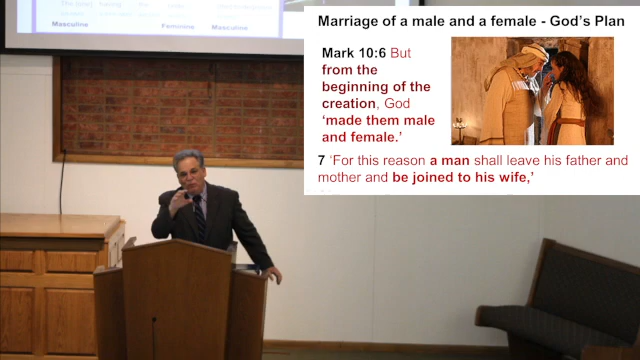 Masculine
Feminine
Masculine
Marriage of a male and a female - God's Plan
Mark 10:6 But
from the
beginning of the
creation, God
'made them male
and female.'
7 'For this reason a man shall leave his father and
mother and be joined to his wife,'